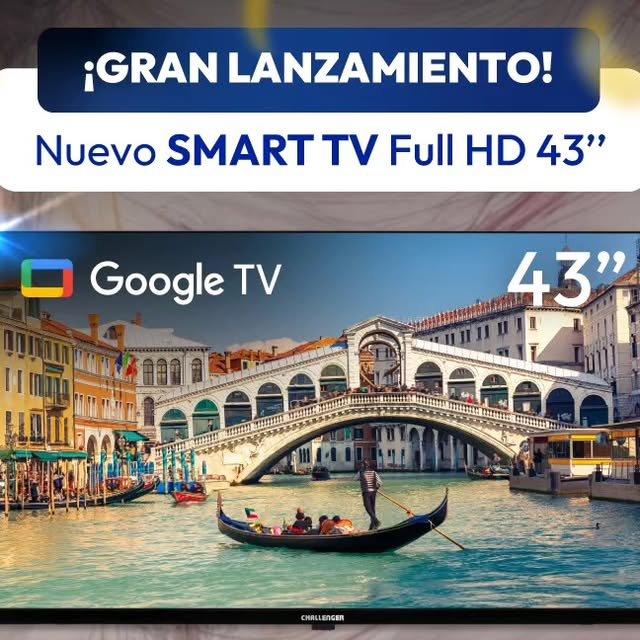 ¡GRAN LANZAMIENTO!
Nuevo SMART TV Full HD 43’’
Google TV
43”
CHALLENGER